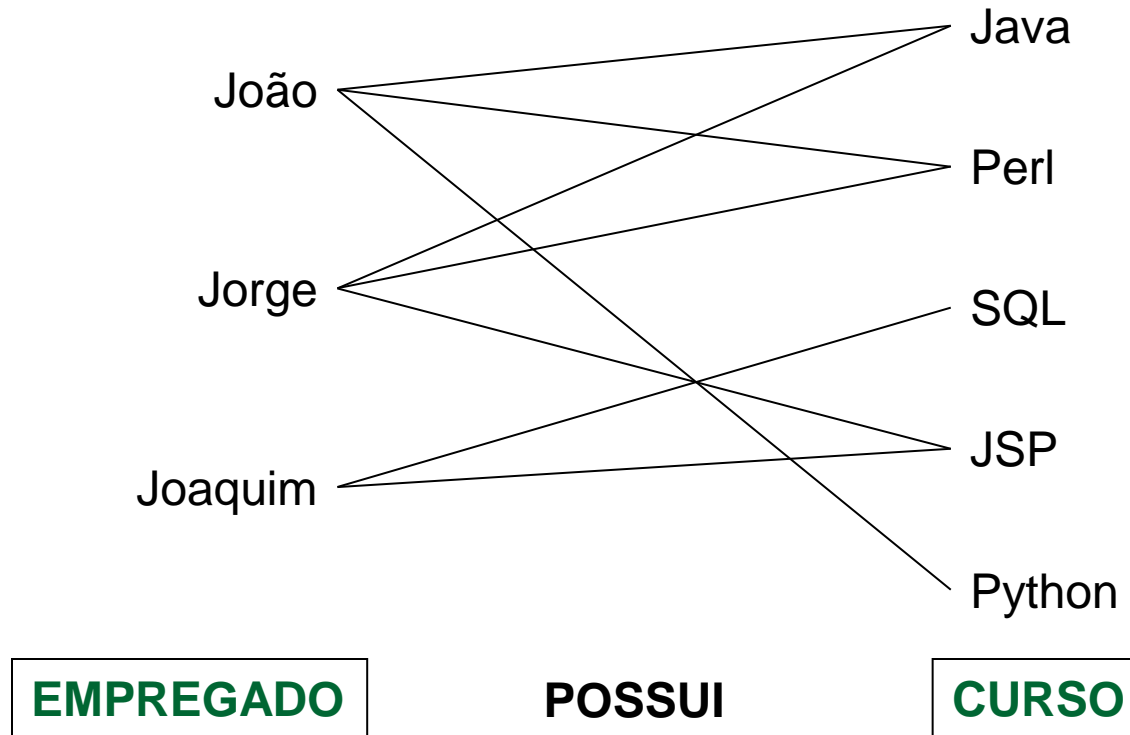 João
Jorge
Joaquim
Java
Perl
SQL
JSP
Python
EMPREGADO
POSSUI
CURSO